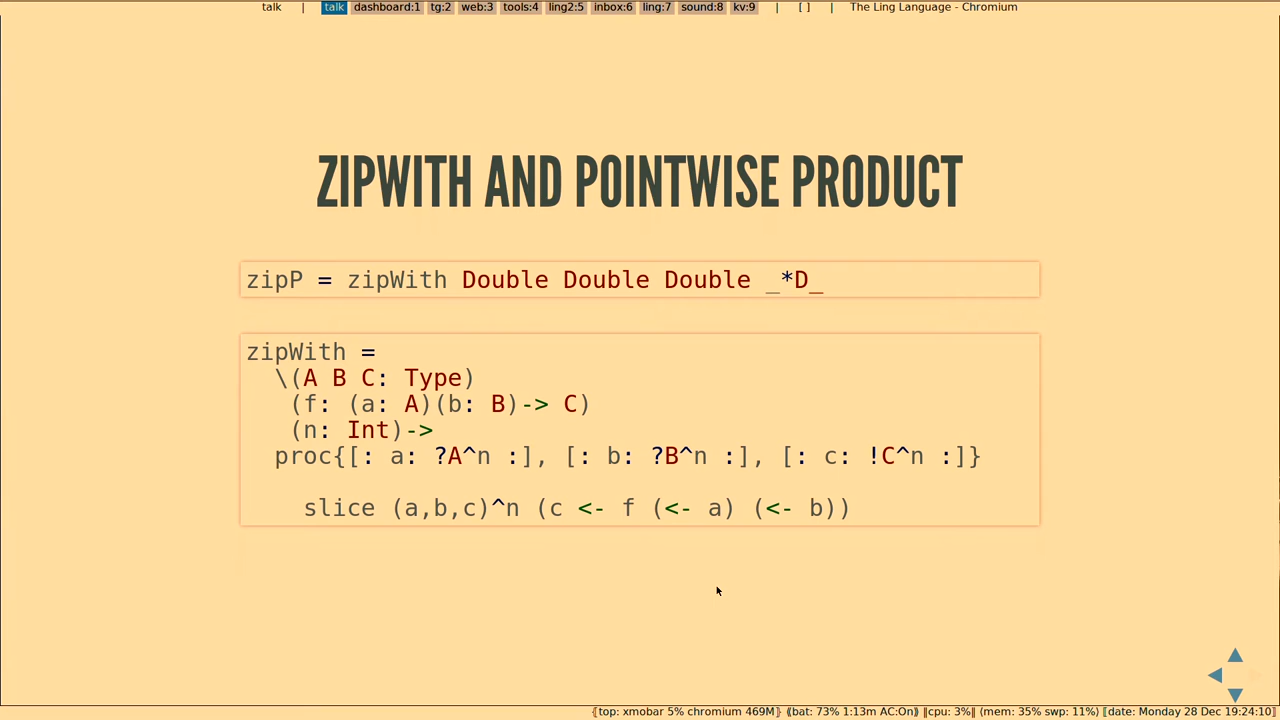 talk | talk dashboard:1 tg:2 web:3 tools:4 ling2:5 inbox:6 ling:7 sound:8 kv:9 | [ ] | The Ling Language - Chromium
ZIPWITH AND POINTWISE PRODUCT
zipP = zipWith Double Double Double _*D_
zipWith =
\(A B C: Type)
(f: (a: A)(b: B)-> C)
(n: Int)->
proc{[: a: ?A^n :], [: b: ?B^n :], [: c: !C^n :]}
slice (a,b,c)^n (c <- f (<- a) (<- b))
⦃top: xmobar 5% chromium 469M⦄ ⟬bat: 73% 1:13m AC:On⟭ ⟦cpu: 3%⟧ ⟨mem: 35% swp: 11%⟩ ⟦date: Monday 28 Dec 19:24:10⟧